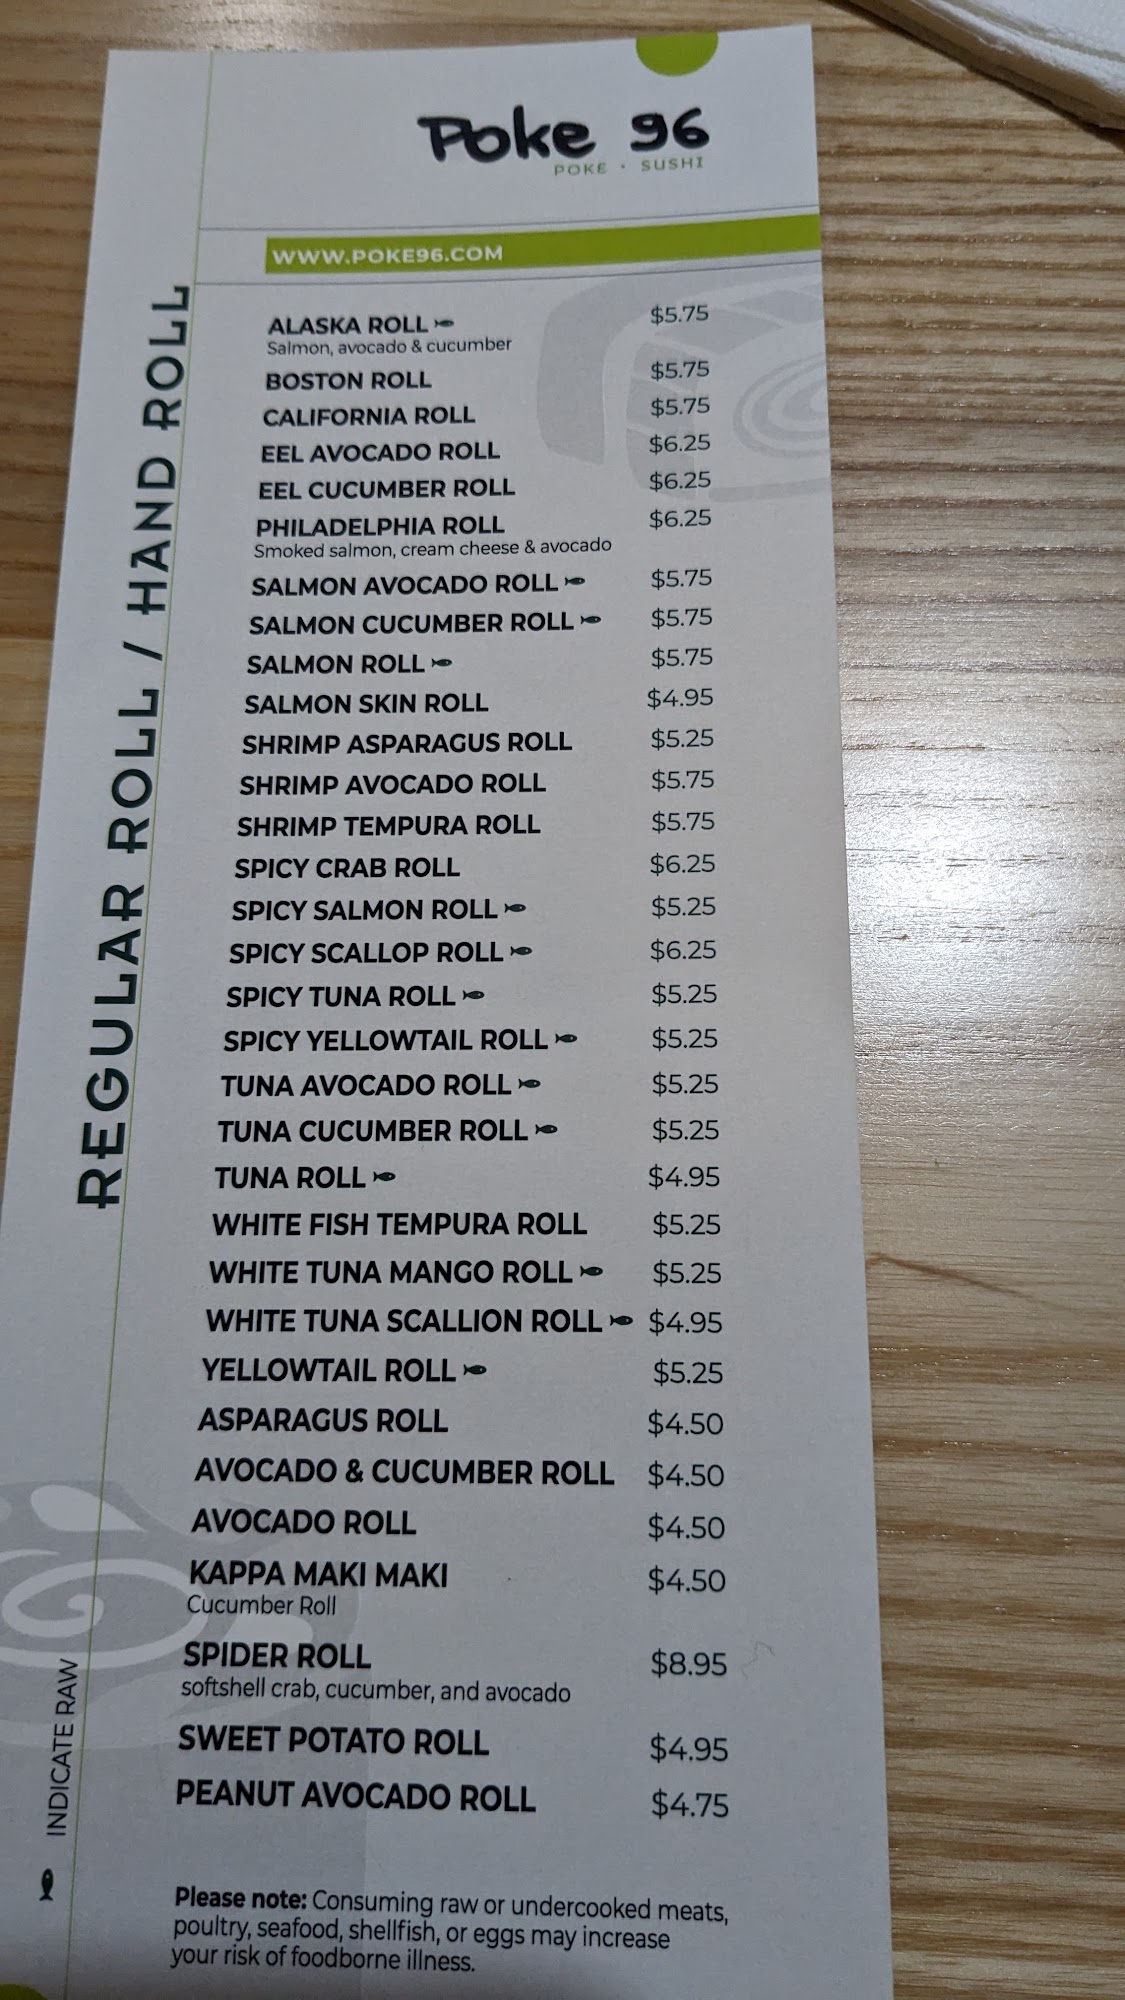 Poke 96
POKE · SUSHI
WWW.POKE96.COM
REGULAR ROLL / HAND ROLL
ALASKA ROLL $5.75
Salmon, avocado & cucumber
BOSTON ROLL $5.75
CALIFORNIA ROLL $5.75
EEL AVOCADO ROLL $6.25
EEL CUCUMBER ROLL $6.25
PHILADELPHIA ROLL $6.25
Smoked salmon, cream cheese & avocado
SALMON AVOCADO ROLL $5.75
SALMON CUCUMBER ROLL $5.75
SALMON ROLL $5.75
SALMON SKIN ROLL $4.95
SHRIMP ASPARAGUS ROLL $5.25
SHRIMP AVOCADO ROLL $5.75
SHRIMP TEMPURA ROLL $5.75
SPICY CRAB ROLL $6.25
SPICY SALMON ROLL $5.25
SPICY SCALLOP ROLL $6.25
SPICY TUNA ROLL $5.25
SPICY YELLOWTAIL ROLL $5.25
TUNA AVOCADO ROLL $5.25
TUNA CUCUMBER ROLL $5.25
TUNA ROLL $4.95
WHITE FISH TEMPURA ROLL $5.25
WHITE TUNA MANGO ROLL $5.25
WHITE TUNA SCALLION ROLL $4.95
YELLOWTAIL ROLL $5.25
ASPARAGUS ROLL $4.50
AVOCADO & CUCUMBER ROLL $4.50
AVOCADO ROLL $4.50
KAPPA MAKI MAKI $4.50
Cucumber Roll
SPIDER ROLL $8.95
softshell crab, cucumber, and avocado
SWEET POTATO ROLL $4.95
PEANUT AVOCADO ROLL $4.75
INDICATE RAW
Please note: Consuming raw or undercooked meats,
poultry, seafood, shellfish, or eggs may increase
your risk of foodborne illness.